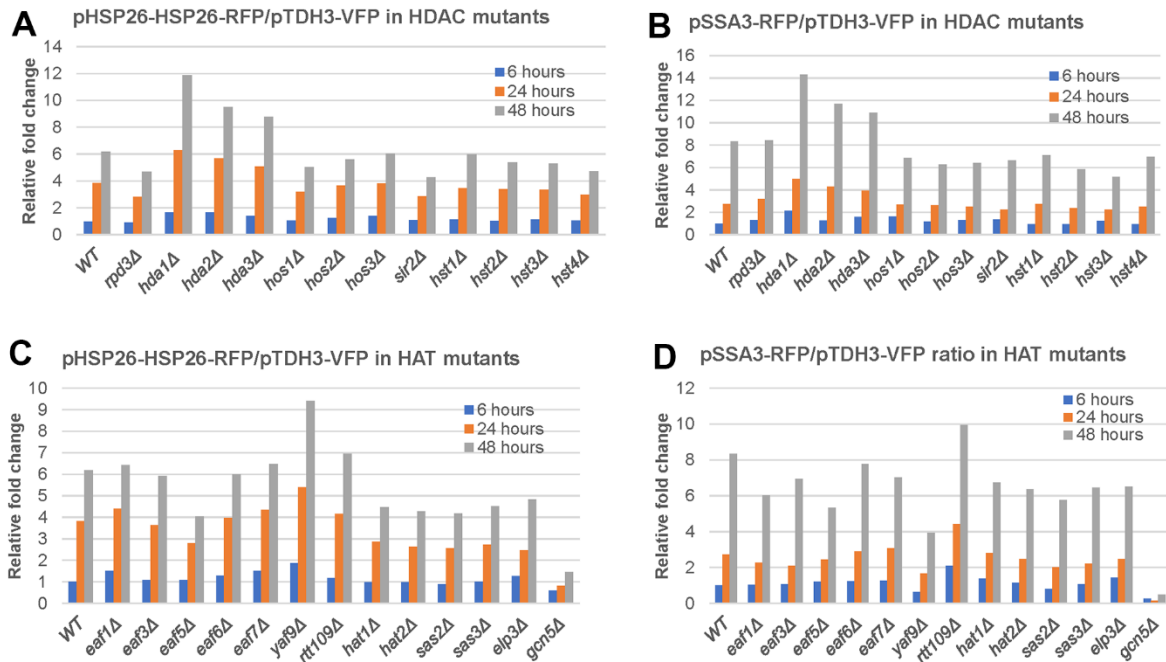 A
pHSP26-HSP26-RFP/pTDH3-VFP in HDAC mutants
Relative fold change
14
12
10
8
6
4
2
0
6 hours
24 hours
48 hours
WT
rpd3Δ
hda1Δ
hda2Δ
hda3Δ
hos1Δ
hos2Δ
hos3Δ
sir2Δ
hst1Δ
hst2Δ
hst3Δ
hst4Δ
B
pSSA3-RFP/pTDH3-VFP in HDAC mutants
Relative fold change
16
14
12
10
8
6
4
2
0
6 hours
24 hours
48 hours
WT
rpd3Δ
hda1Δ
hda2Δ
hda3Δ
hos1Δ
hos2Δ
hos3Δ
sir2Δ
hst1Δ
hst2Δ
hst3Δ
hst4Δ
C
pHSP26-HSP26-RFP/pTDH3-VFP in HAT mutants
Relative fold change
10
9
8
7
6
5
4
3
2
1
0
6 hours
24 hours
48 hours
WT
eaf1Δ
eaf3Δ
eaf5Δ
eaf6Δ
eaf7Δ
yaf9Δ
rtt109Δ
hat1Δ
hat2Δ
sas2Δ
sas3Δ
elp3Δ
gcn5Δ
D
pSSA3-RFP/pTDH3-VFP ratio in HAT mutants
Relative fold change
12
10
8
6
4
2
0
6 hours
24 hours
48 hours
WT
eaf1Δ
eaf3Δ
eaf5Δ
eaf6Δ
eaf7Δ
yaf9Δ
rtt109Δ
hat1Δ
hat2Δ
sas2Δ
sas3Δ
elp3Δ
gcn5Δ